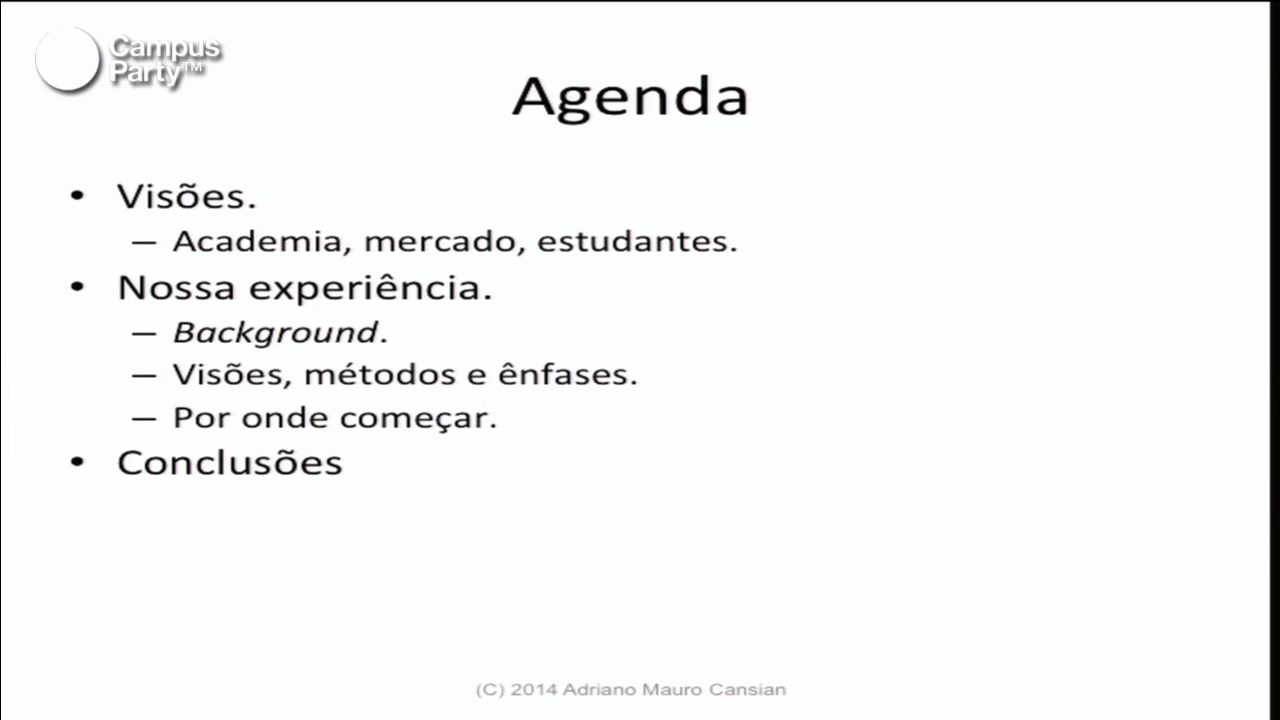 Campus
Party™
Agenda
• Visões.
– Academia, mercado, estudantes.
• Nossa experiência.
– Background.
– Visões, métodos e ênfases.
– Por onde começar.
• Conclusões
(C) 2014 Adriano Mauro Cansian